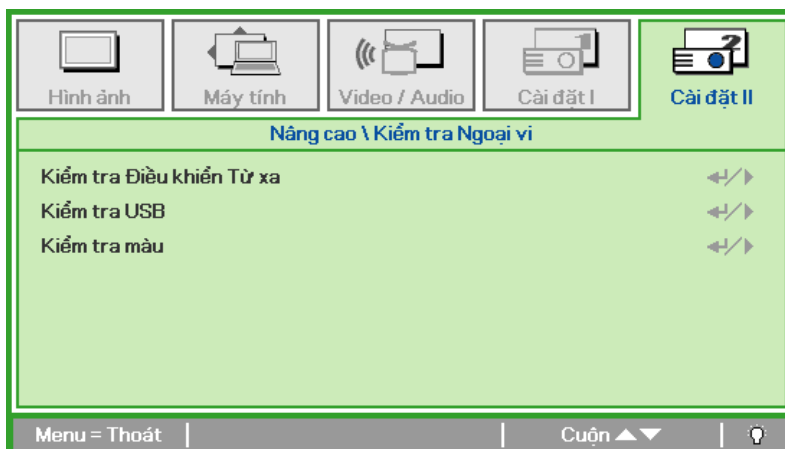 Hình ảnh
Máy tính
Video / Audio
Cài đặt I
Cài đặt II
Nâng cao \ Kiểm tra Ngoại vi
Kiểm tra Điều khiển Từ xa
Kiểm tra USB
Kiểm tra màu
Menu = Thoát
Cuộn ▲▼